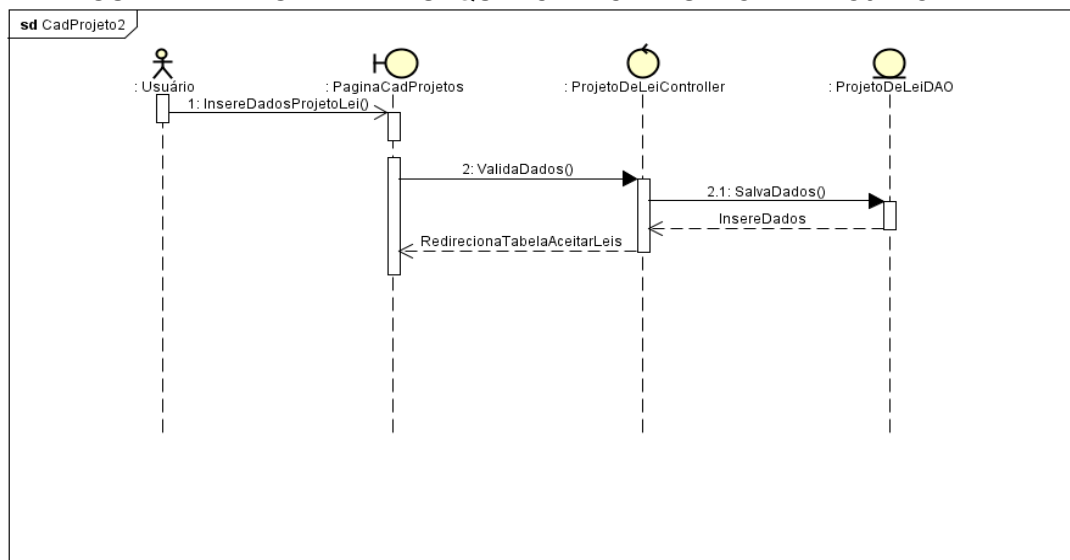 sd CadProjeto2
: Usuário
: PaginaCadProjetos
: ProjetoDeLeiController
: ProjetoDeLeiDAO
1: InsereDadosProjetoLei()
2: ValidaDados()
2.1: SalvaDados()
InsereDados
RedirecionaTabelaAceitarLeis